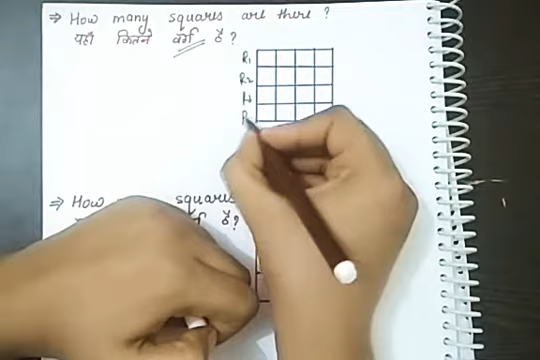 ⇒ How many squares are there ?
यहाँ कितने वर्ग है ?
R1
R2
R3
R
⇒ How squares
है ?